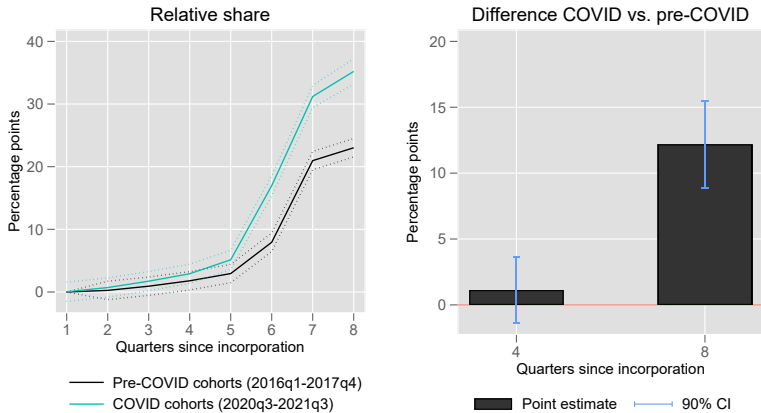 Relative share
Percentage points
40
30
20
10
0
1 2 3 4 5 6 7 8
Quarters since incorporation
Pre-COVID cohorts (2016q1-2017q4)
COVID cohorts (2020q3-2021q3)
Difference COVID vs. pre-COVID
Percentage points
20
15
10
5
0
4 8
Quarters since incorporation
Point estimate 90% CI